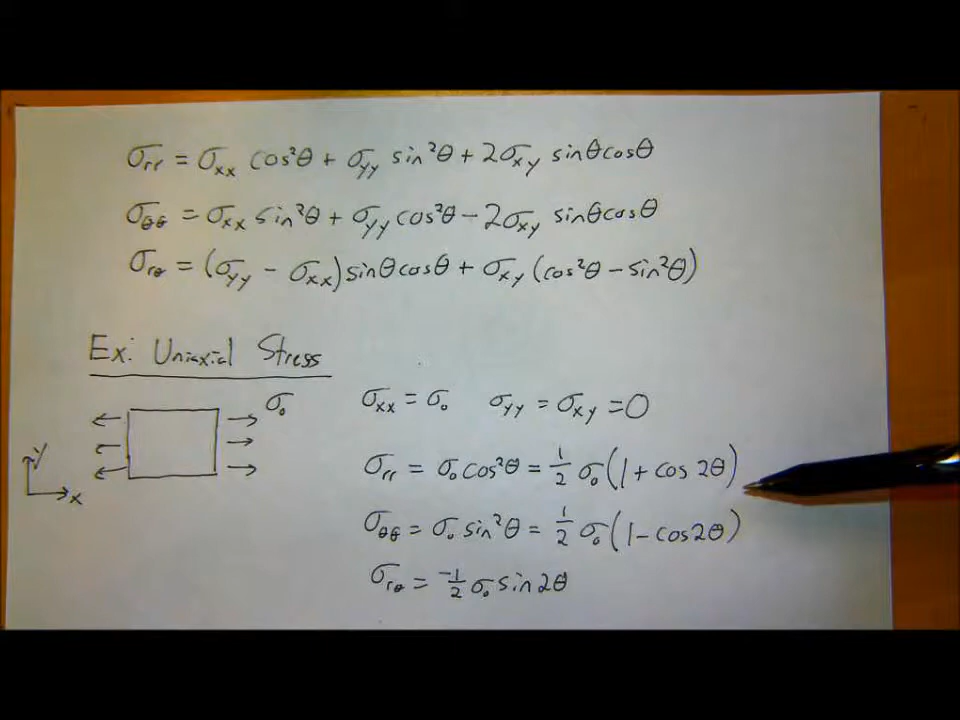 σrr = σxx cos²θ + σyy sin²θ + 2σxy sinθcosθ
σθθ = σxx sin²θ + σyy cos²θ − 2σxy sinθcosθ
σrθ = (σyy − σxx) sinθcosθ + σxy (cos²θ − sin²θ)
Ex: Uniaxial Stress
σ₀
y
x
σxx = σ₀ σyy = σxy = 0
σrr = σ₀ cos²θ = 1/2 σ₀ (1 + cos 2θ)
σθθ = σ₀ sin²θ = 1/2 σ₀ (1 − cos2θ)
σrθ = −1/2 σ₀ sin 2θ